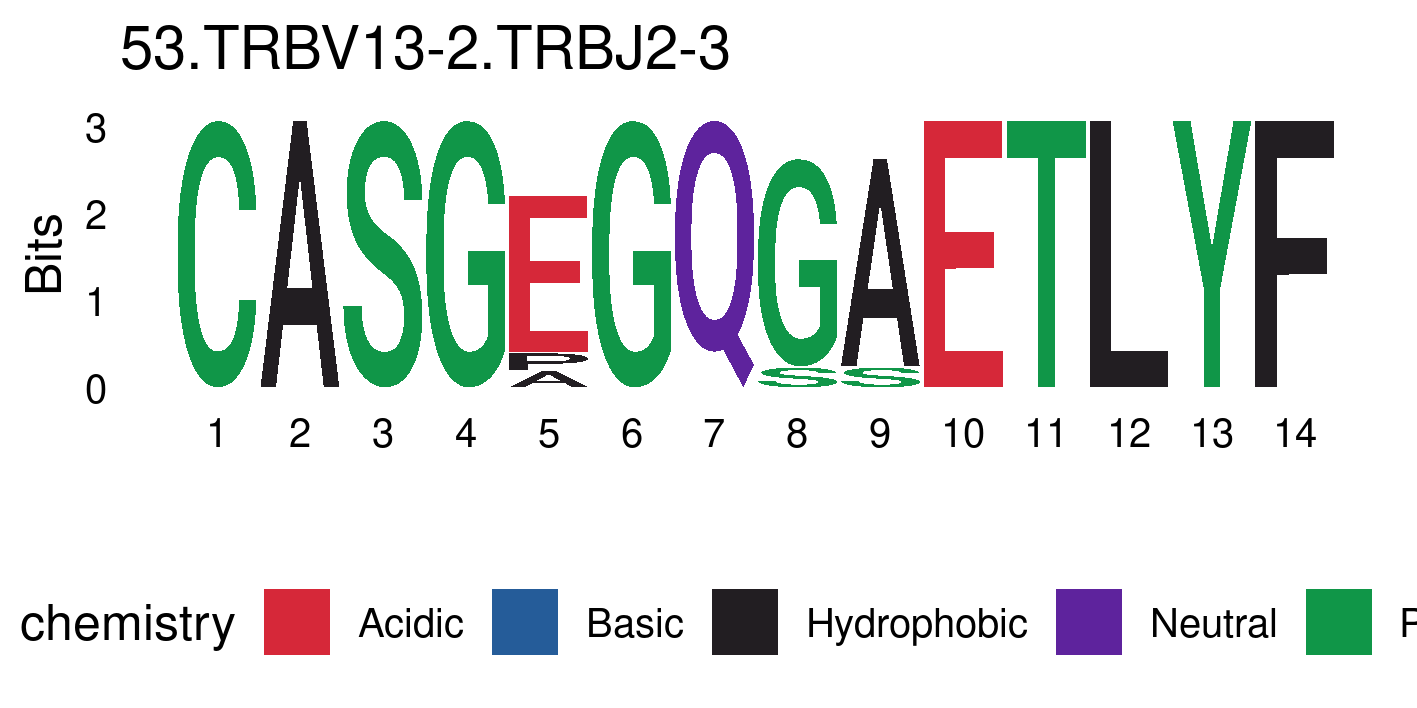 53.TRBV13-2.TRBJ2-3
Bits
3
2
1
0
CASGEGQGAETLYF
P S S
A
1 2 3 4 5 6 7 8 9 10 11 12 13 14
chemistry Acidic Basic Hydrophobic Neutral P